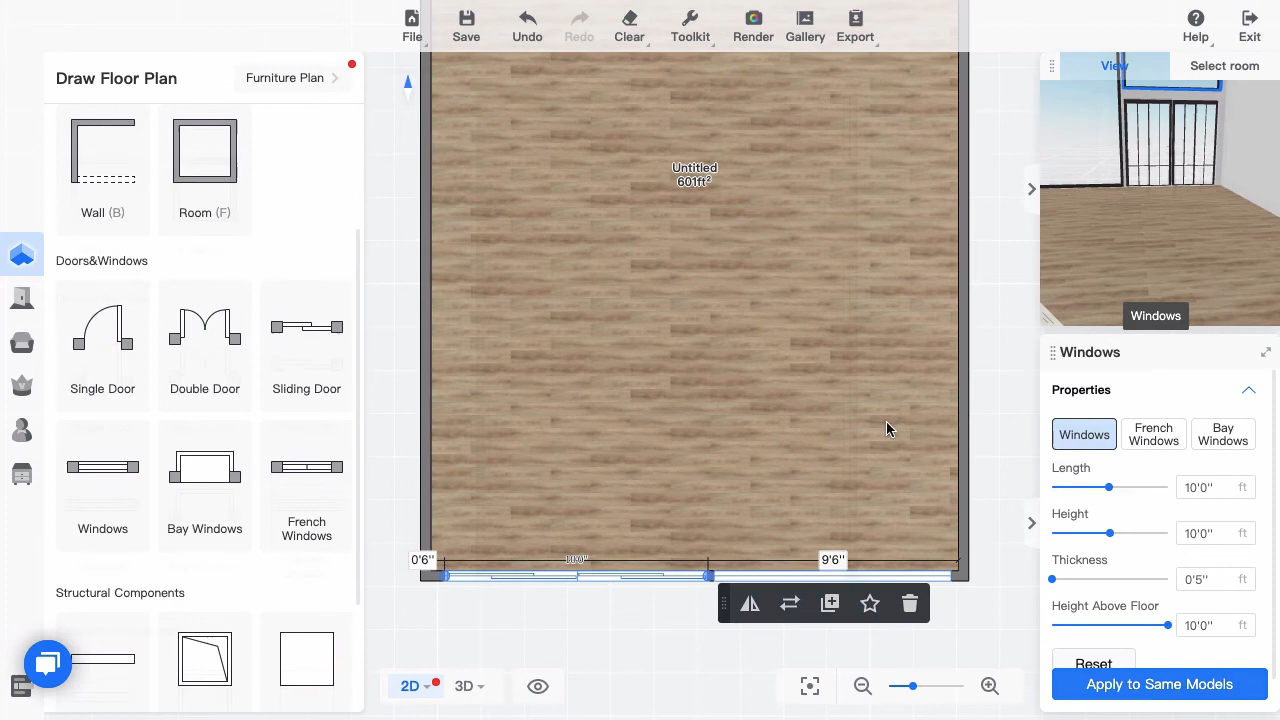 File
Save
Undo
Redo
Clear
Toolkit
Render
Gallery
Export
Help
Exit
Draw Floor Plan
Furniture Plan
View
Select room
Wall (B)
Room (F)
Doors&Windows
Single Door
Double Door
Sliding Door
Windows
Bay Windows
French
Windows
Structural Components
Untitled
601ft²
0'6''
10'0''
9'6''
2D
3D
Windows
Windows
Properties
Windows
French
Windows
Bay
Windows
Length
10'0'' ft
Height
10'0'' ft
Thickness
0'5'' ft
Height Above Floor
10'0'' ft
Reset
Apply to Same Models